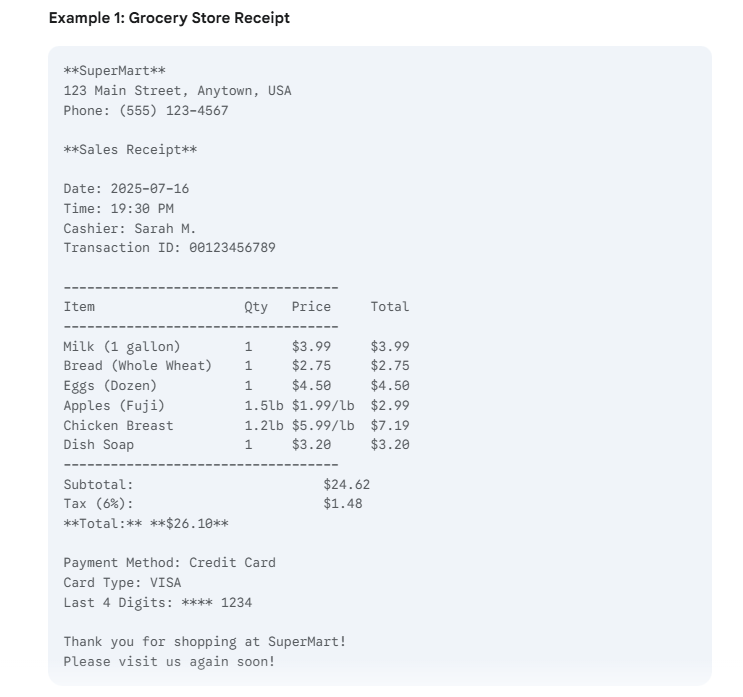 Example 1: Grocery Store Receipt
**SuperMart**
123 Main Street, Anytown, USA
Phone: (555) 123-4567
**Sales Receipt**
Date: 2025-07-16
Time: 19:30 PM
Cashier: Sarah M.
Transaction ID: 00123456789
-----------------------------------
Item                   Qty   Price     Total
-----------------------------------
Milk (1 gallon)        1     $3.99     $3.99
Bread (Whole Wheat)    1     $2.75     $2.75
Eggs (Dozen)           1     $4.50     $4.50
Apples (Fuji)          1.5lb $1.99/lb  $2.99
Chicken Breast         1.2lb $5.99/lb  $7.19
Dish Soap              1     $3.20     $3.20
-----------------------------------
Subtotal:                        $24.62
Tax (6%):                        $1.48
**Total:** **$26.10**
Payment Method: Credit Card
Card Type: VISA
Last 4 Digits: **** 1234
Thank you for shopping at SuperMart!
Please visit us again soon!